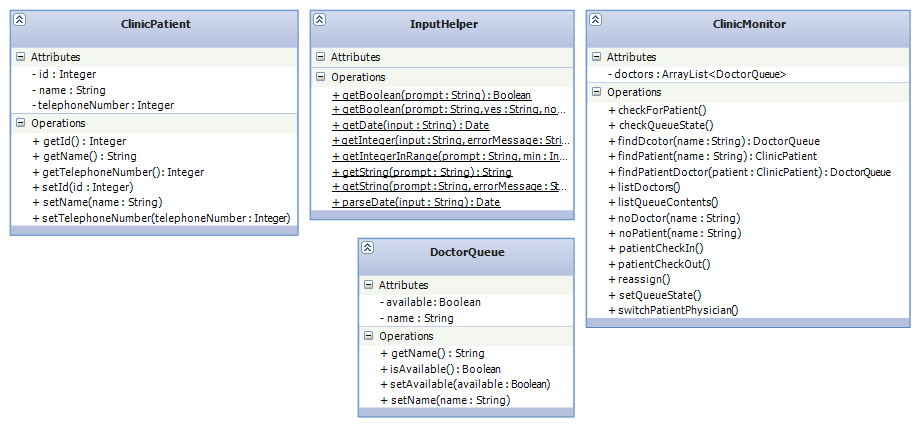 ClinicPatient
Attributes
- id : Integer
- name : String
- telephoneNumber : Integer
Operations
+ getId() : Integer
+ getName() : String
+ getTelephoneNumber() : Integer
+ setId(id : Integer)
+ setName(name : String)
+ setTelephoneNumber(telephoneNumber : Integer)
InputHelper
Attributes
Operations
+ getBoolean(prompt : String) : Boolean
+ getBoolean(prompt : String, yes : String, no...
+ getDate(input : String) : Date
+ getInteger(input : String, errorMessage : Stri...
+ getIntegerInRange(prompt : String, min : In...
+ getString(prompt : String) : String
+ getString(prompt : String, errorMessage : St...
+ parseDate(input : String) : Date
DoctorQueue
Attributes
- available : Boolean
- name : String
Operations
+ getName() : String
+ isAvailable() : Boolean
+ setAvailable(available : Boolean)
+ setName(name : String)
ClinicMonitor
Attributes
- doctors : ArrayList<DoctorQueue>
Operations
+ checkForPatient()
+ checkQueueState()
+ findDcotor(name : String) : DoctorQueue
+ findPatient(name : String) : ClinicPatient
+ findPatientDoctor(patient : ClinicPatient) : DoctorQueue
+ listDoctors()
+ listQueueContents()
+ noDoctor(name : String)
+ noPatient(name : String)
+ patientCheckIn()
+ patientCheckOut()
+ reassign()
+ setQueueState()
+ switchPatientPhysician()